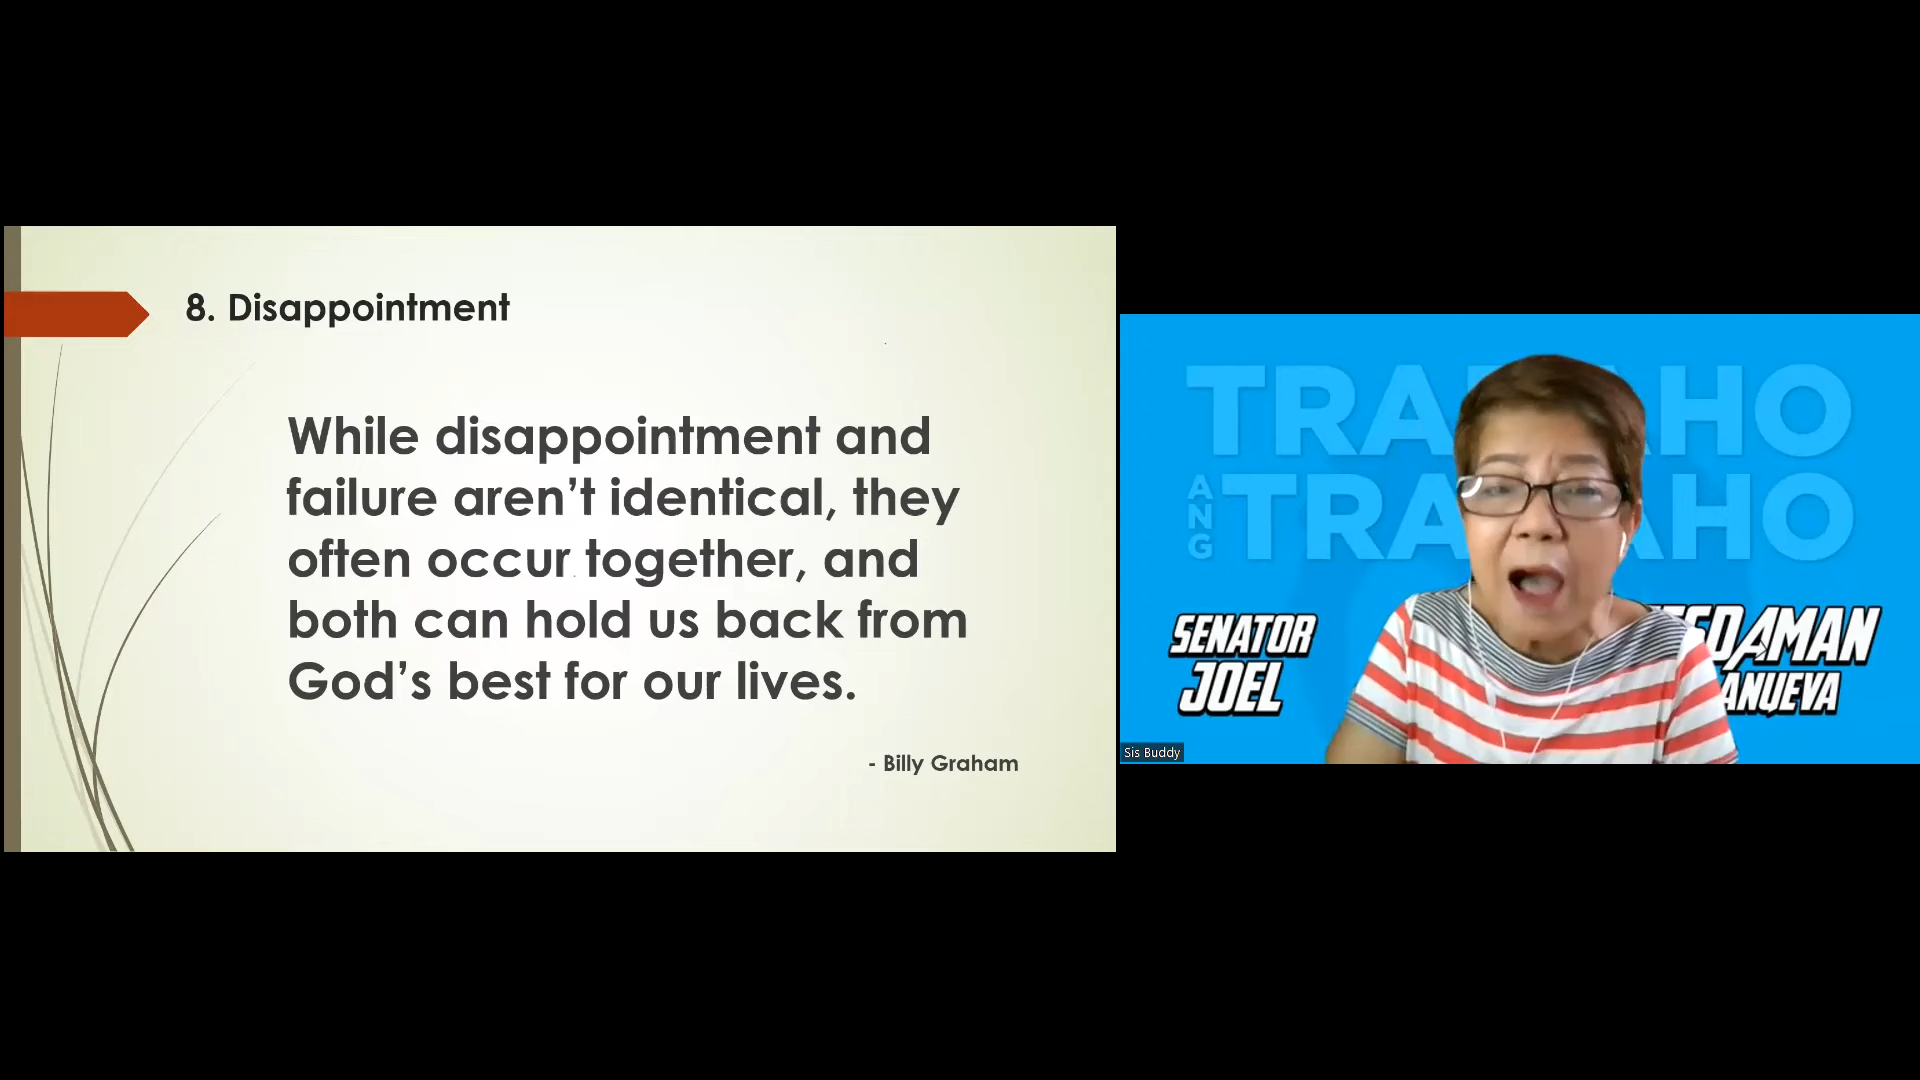 8. Disappointment
While disappointment and
failure aren’t identical, they
often occur together, and
both can hold us back from
God’s best for our lives.
- Billy Graham
ANG
SENATOR
JOEL
Sis Buddy